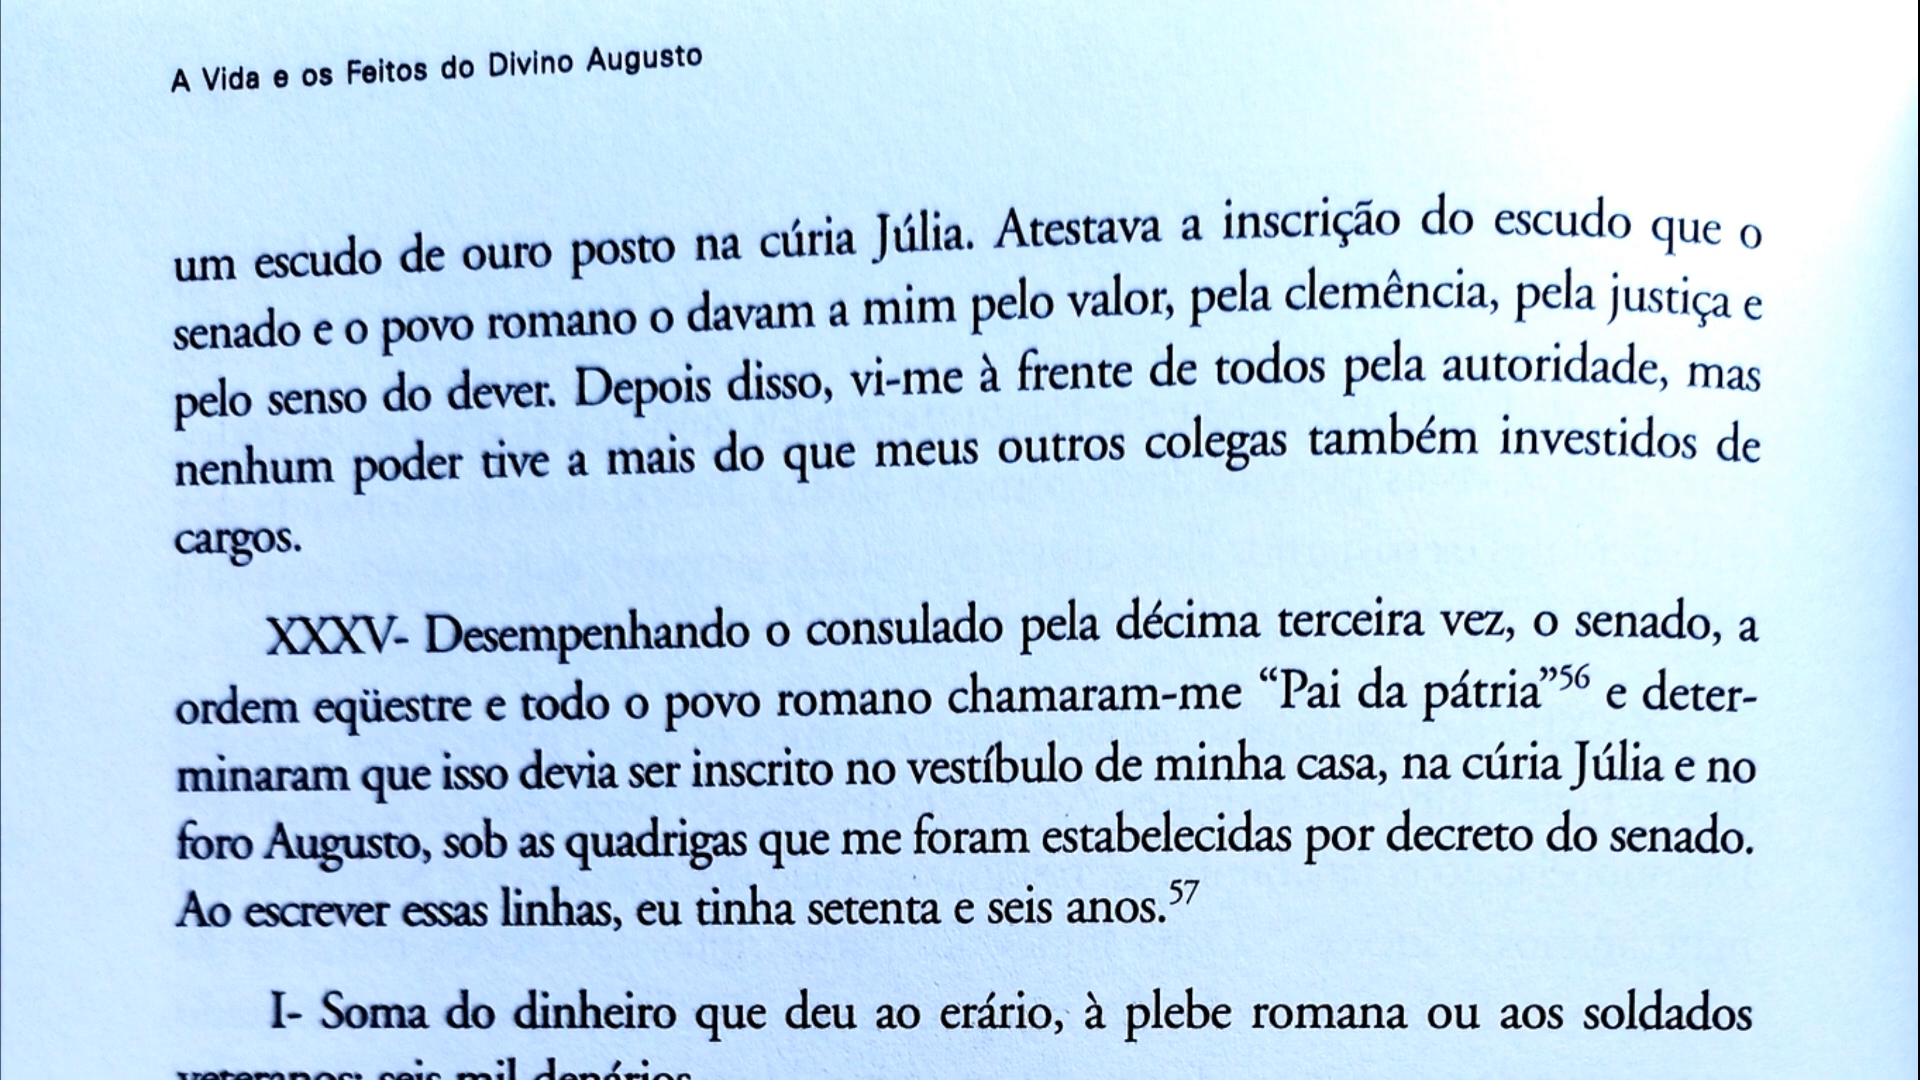 A Vida e os Feitos do Divino Augusto
um escudo de ouro posto na cúria Júlia. Atestava a inscrição do escudo que o
senado e o povo romano o davam a mim pelo valor, pela clemência, pela justiça e
pelo senso do dever. Depois disso, vi-me à frente de todos pela autoridade, mas
nenhum poder tive a mais do que meus outros colegas também investidos de
cargos.
XXXV- Desempenhando o consulado pela décima terceira vez, o senado, a
ordem eqüestre e todo o povo romano chamaram-me “Pai da pátria”⁵⁶ e deter-
minaram que isso devia ser inscrito no vestíbulo de minha casa, na cúria Júlia e no
foro Augusto, sob as quadrigas que me foram estabelecidas por decreto do senado.
Ao escrever essas linhas, eu tinha setenta e seis anos.⁵⁷
I- Soma do dinheiro que deu ao erário, à plebe romana ou aos soldados
veteranos: seis mil denários